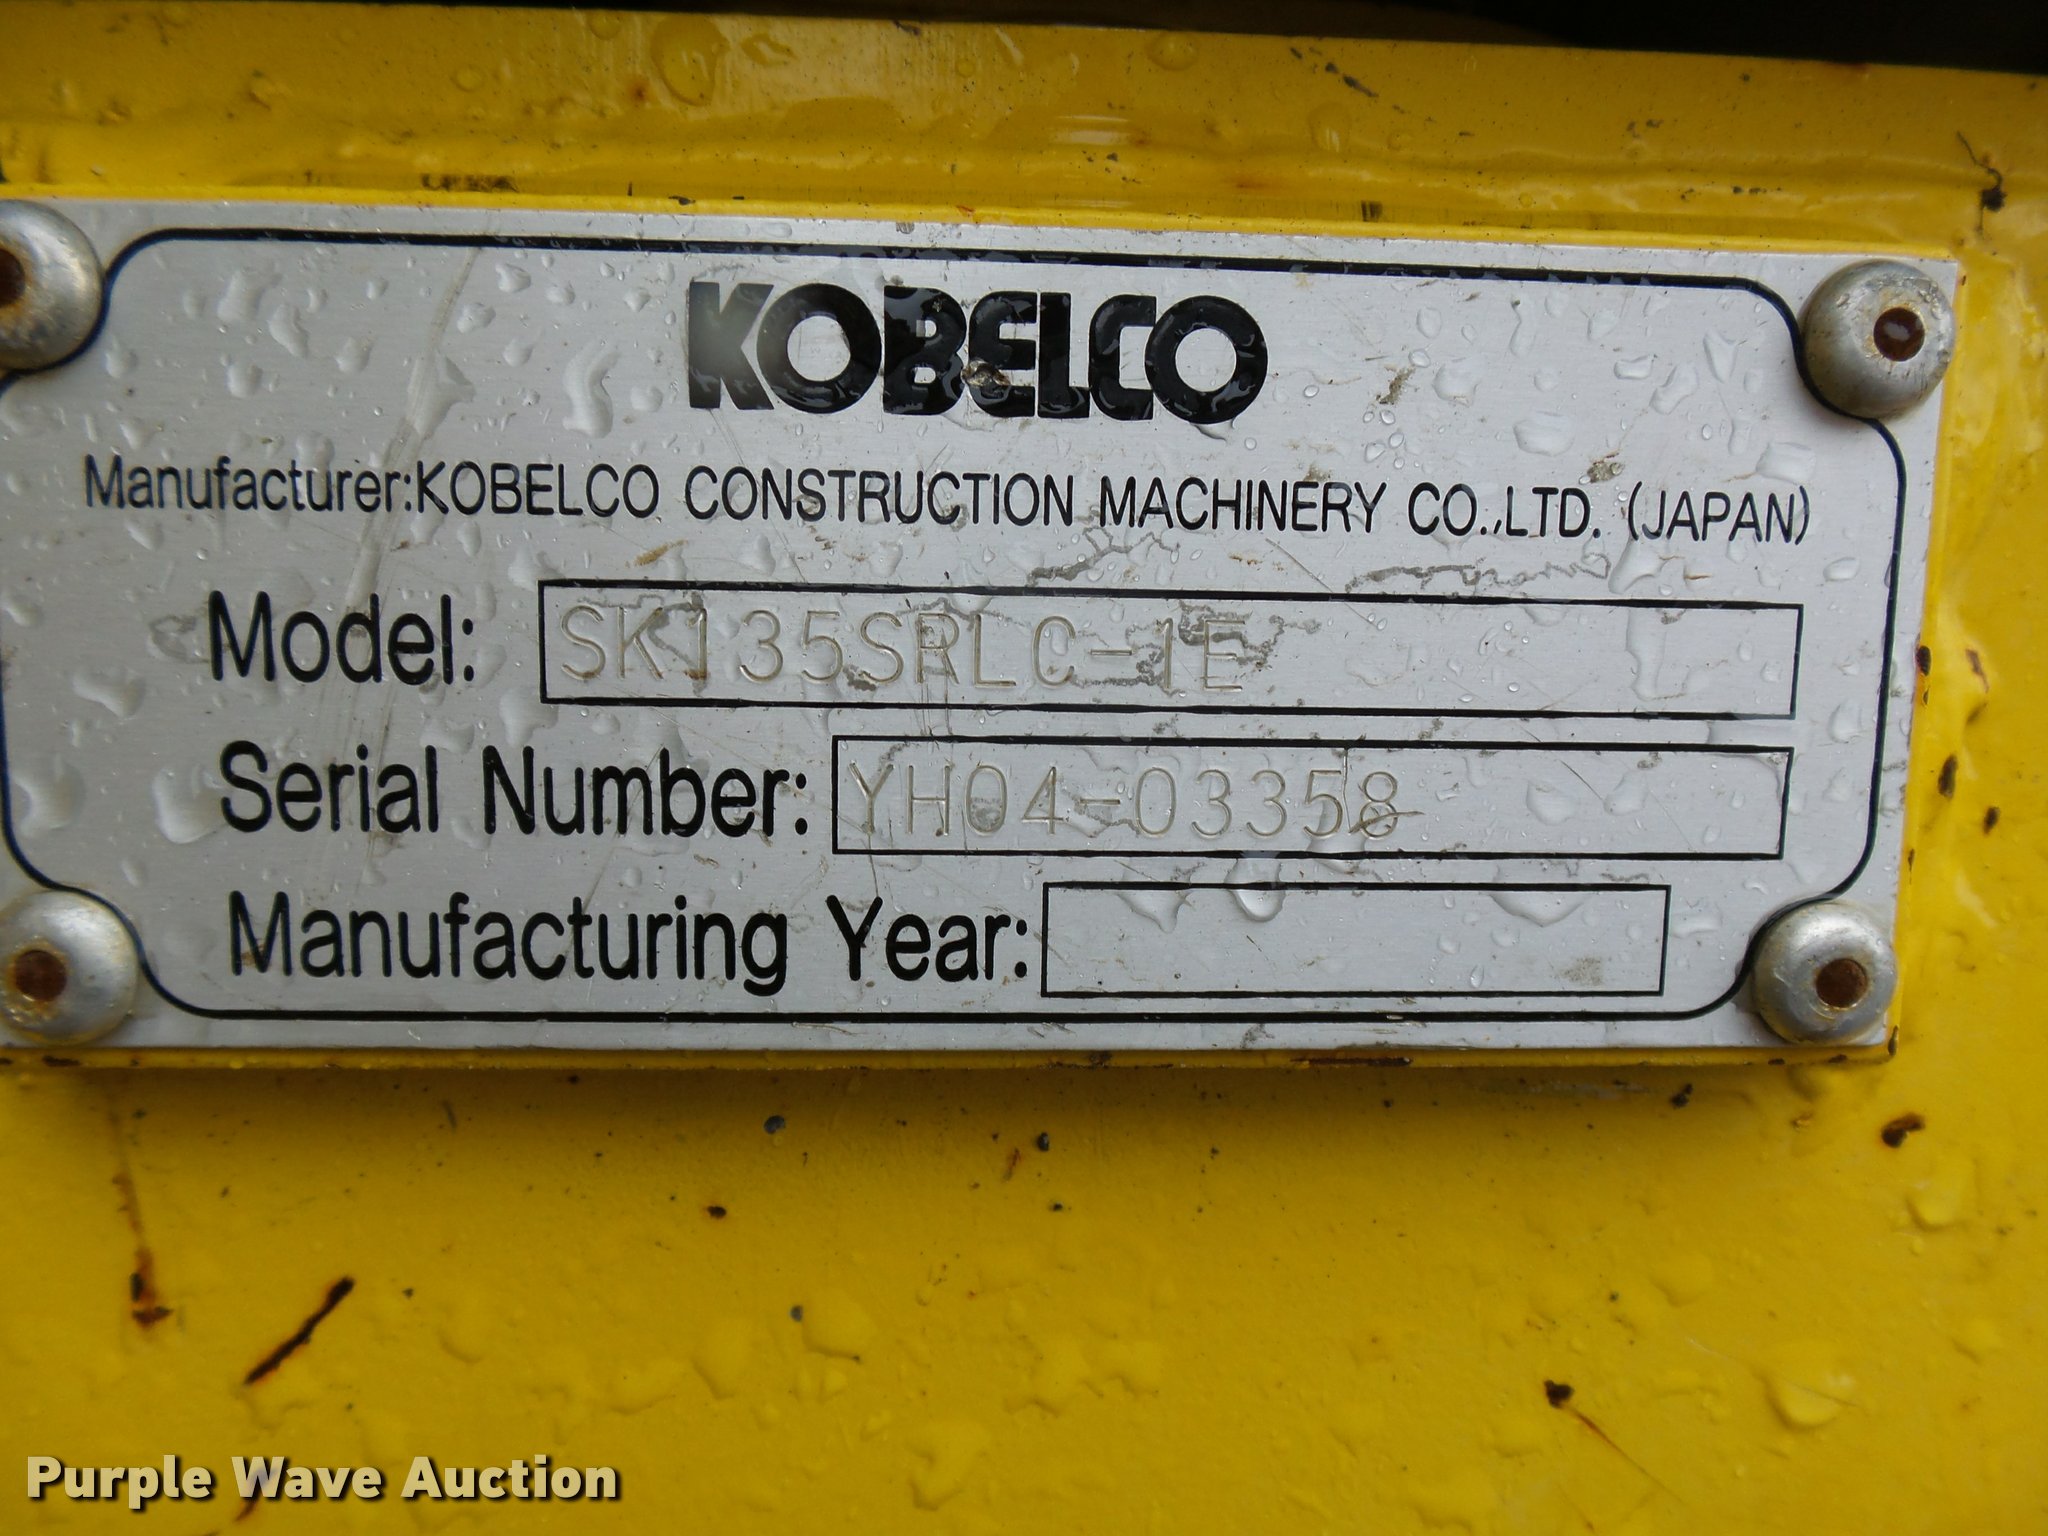 KOBELCO
Manufacturer:KOBELCO CONSTRUCTION MACHINERY CO.,LTD. (JAPAN)
Model: SK135SRLC-1E
Serial Number: YH04-03358
Manufacturing Year:
Purple Wave Auction